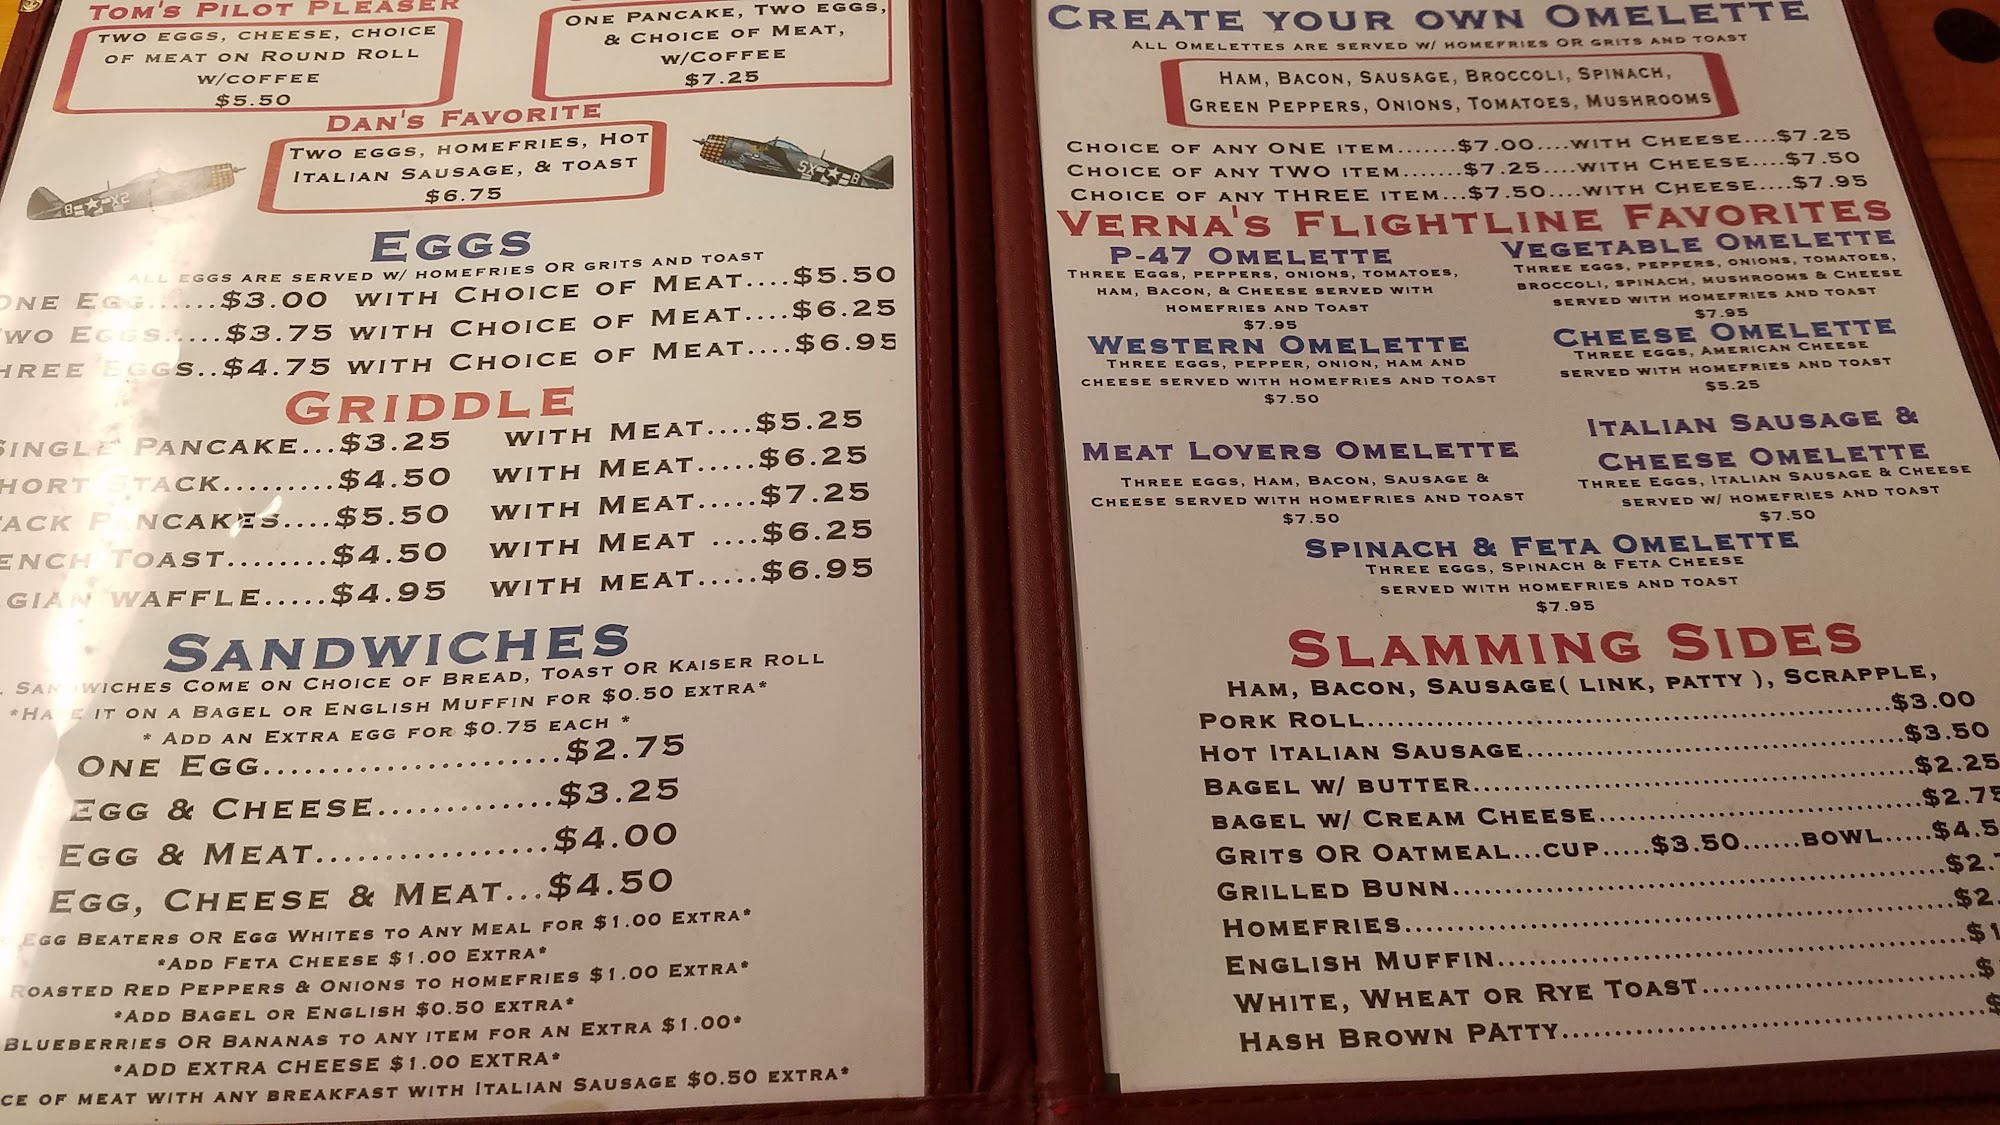 Tom's Pilot Pleaser
Two eggs, cheese, choice
of meat on Round Roll
w/coffee
$5.50
One Pancake, Two eggs,
& Choice of Meat,
w/Coffee
$7.25
Dan's Favorite
Two eggs, homefries, Hot
Italian Sausage, & toast
$6.75
Eggs
All eggs are served w/ homefries or grits and toast
One Egg......$3.00 with Choice of Meat....$5.50
wo Eggs......$3.75 with Choice of Meat....$6.25
hree Eggs..$4.75 with Choice of Meat....$6.95
Griddle
Single Pancake...$3.25 with Meat....$5.25
hort Stack.........$4.50 with Meat.....$6.25
tack Pancakes....$5.50 with Meat.....$7.25
ench Toast........$4.50 with Meat ....$6.25
gian waffle.....$4.95 with meat.....$6.95
Sandwiches
Sandwiches Come on Choice of Bread, Toast or Kaiser Roll
*Have it on a Bagel or English Muffin for $0.50 extra*
* Add an Extra egg for $0.75 each *
One Egg.......................$2.75
Egg & Cheese.............$3.25
Egg & Meat..................$4.00
Egg, Cheese & Meat...$4.50
Egg Beaters or Egg Whites to Any Meal for $1.00 Extra*
*Add Feta Cheese $1.00 Extra*
Roasted Red Peppers & Onions to homefries $1.00 Extra*
*Add Bagel or English $0.50 extra*
Blueberries or Bananas to any item for an Extra $1.00*
*Add extra cheese $1.00 extra*
ce of meat with any breakfast with Italian Sausage $0.50 extra*
Create your own Omelette
All Omelettes are served w/ homefries or grits and toast
Ham, Bacon, Sausage, Broccoli, Spinach,
Green Peppers, Onions, Tomatoes, Mushrooms
Choice of any ONE item.......$7.00....with Cheese....$7.25
Choice of any TWO item.......$7.25....with Cheese....$7.50
Choice of any THREE item...$7.50....with Cheese....$7.95
Verna's Flightline Favorites
P-47 Omelette
Three Eggs, peppers, onions, tomatoes,
ham, Bacon, & Cheese served with
homefries and Toast
$7.95
Vegetable Omelette
Three eggs, peppers, onions, tomatoes,
broccoli, spinach, mushrooms & Cheese
served with homefries and toast
$7.95
Western Omelette
Three eggs, pepper, onion, ham and
cheese served with homefries and toast
$7.50
Cheese Omelette
Three eggs, American Cheese
served with homefries and toast
$5.25
Meat Lovers Omelette
Three eggs, Ham, Bacon, Sausage &
Cheese served with homefries and toast
$7.50
Italian Sausage &
Cheese Omelette
Three Eggs, Italian Sausage & Cheese
served w/ homefries and toast
$7.50
Spinach & Feta Omelette
Three eggs, Spinach & Feta Cheese
served with homefries and toast
$7.95
Slamming Sides
Ham, Bacon, Sausage( link, patty ), Scrapple,
Pork Roll..................................................$3.00
Hot Italian Sausage...................................$3.50
Bagel w/ butter.........................................$2.25
bagel w/ Cream Cheese..............................$2.75
Grits or Oatmeal...cup.....$3.50......bowl.....$4.5
Grilled Bunn..............................................$2.
Homefries..................................................$2.
English Muffin...........................................$1
White, Wheat or Rye Toast..........................$
Hash Brown PAtty.......................................$